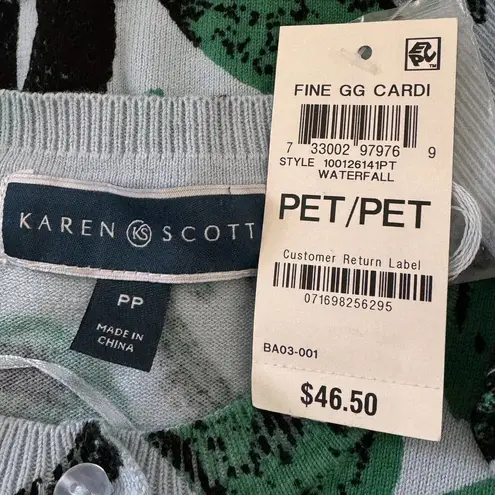 EPC™
FINE GG CARDI
7 33002 97976 9
STYLE 100126141PT
WATERFALL
PET/PET
Customer Return Label
071698256295
BA03-001
$46.50
KAREN KS SCOTT
PP
MADE IN
CHINA